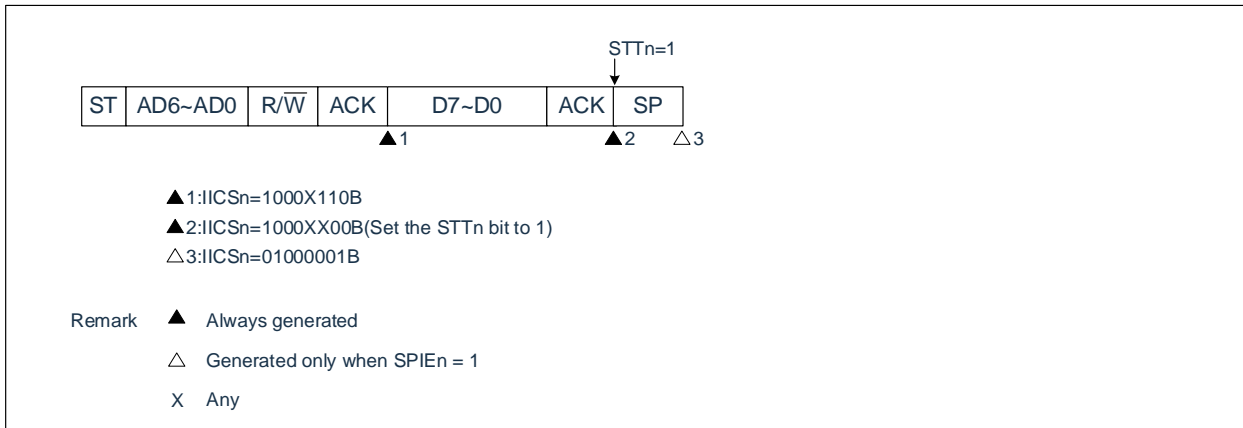 STTn=1
ST AD6~AD0 R/W̅ ACK D7~D0 ACK SP
▲1 ▲2 △3
▲1:IICSn=1000X110B
▲2:IICSn=1000XX00B(Set the STTn bit to 1)
△3:IICSn=01000001B
Remark ▲ Always generated
△ Generated only when SPIEn = 1
X Any